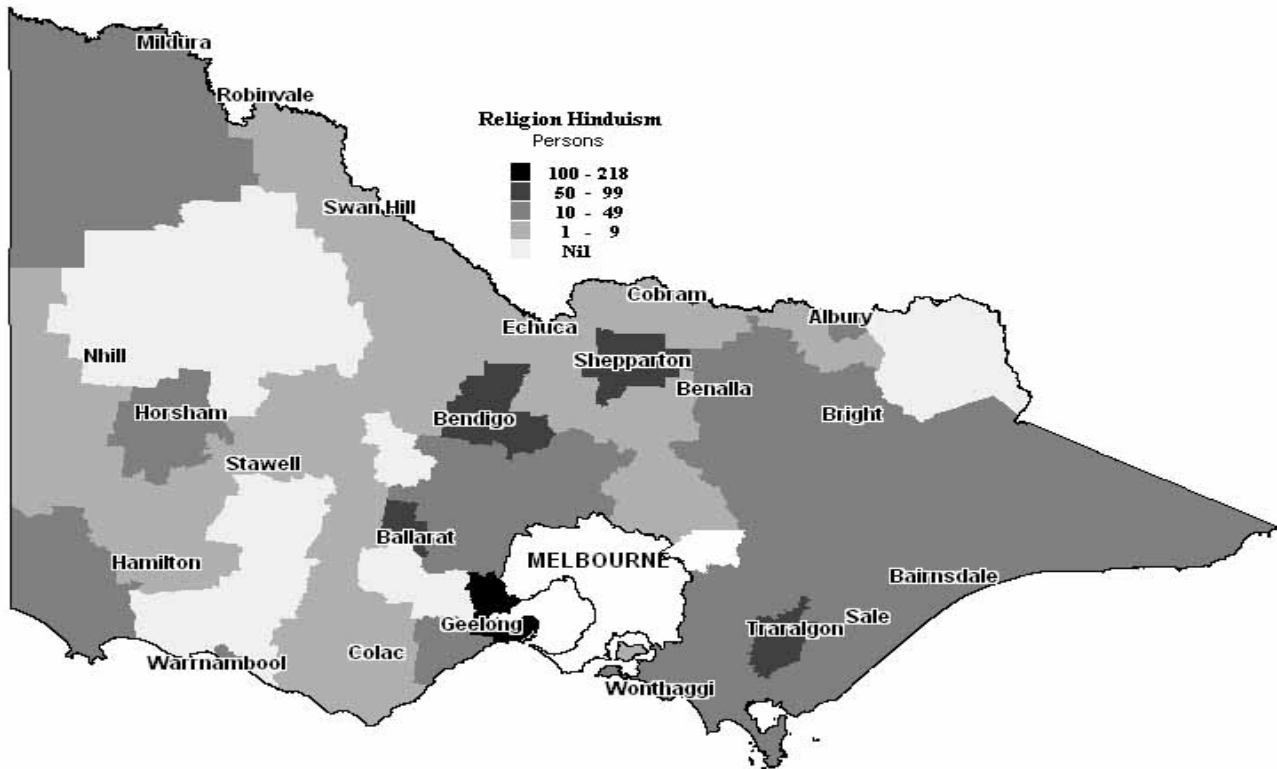 Mildura
Robinvale
Religion Hinduism
Persons
100 - 218
50 - 99
10 - 49
1 - 9
Nil
Swan Hill
Cobram
Albury
Echuca
Nhill
Shepparton
Benalla
Horsham
Bendigo
Bright
Stawell
Ballarat
Hamilton
MELBOURNE
Bairnsdale
Geelong
Traralgon
Sale
Colac
Warrnambool
Wonthaggi